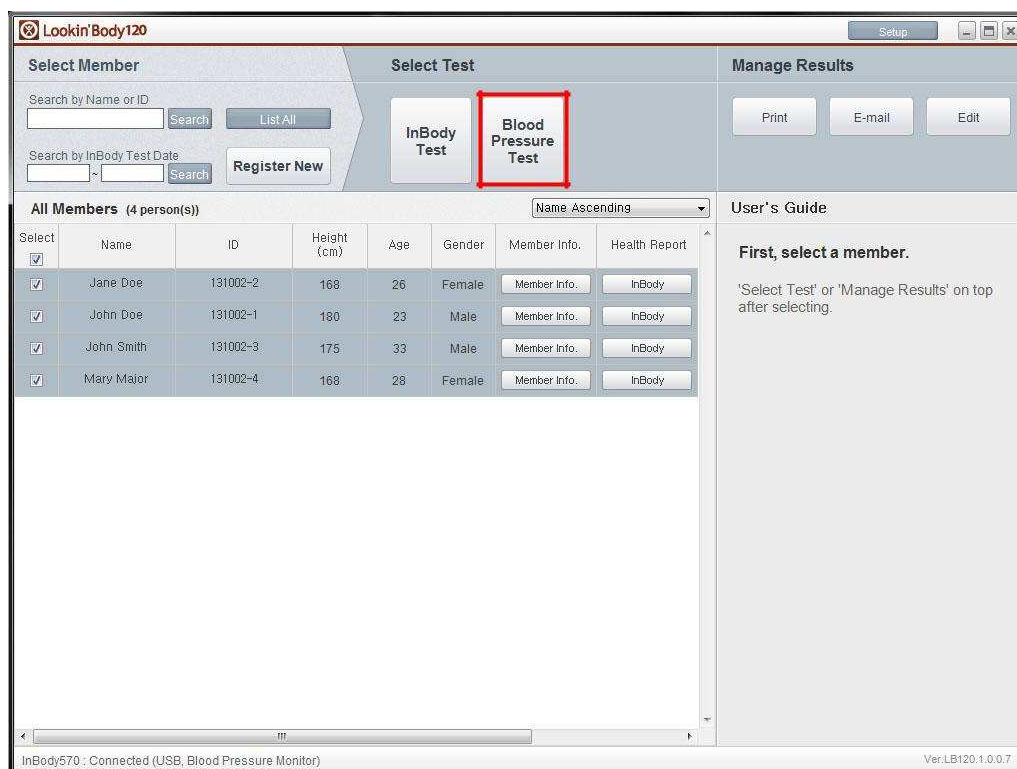 Lookin'Body120
Setup
Select Member
Select Test
Manage Results
Search by Name or ID
Search
List All
Search by InBody Test Date
~
Search
Register New
InBody
Test
Blood
Pressure
Test
Print
E-mail
Edit
All Members (4 person(s))
Name Ascending
User's Guide
Select
Name
ID
Height
(cm)
Age
Gender
Member Info.
Health Report
Jane Doe 131002-2 168 26 Female Member Info. InBody
John Doe 131002-1 180 23 Male Member Info. InBody
John Smith 131002-3 175 33 Male Member Info. InBody
Mary Major 131002-4 168 28 Female Member Info. InBody
First, select a member.
'Select Test' or 'Manage Results' on top
after selecting.
InBody570 : Connected (USB, Blood Pressure Monitor)
Ver.LB120.1.0.0.7